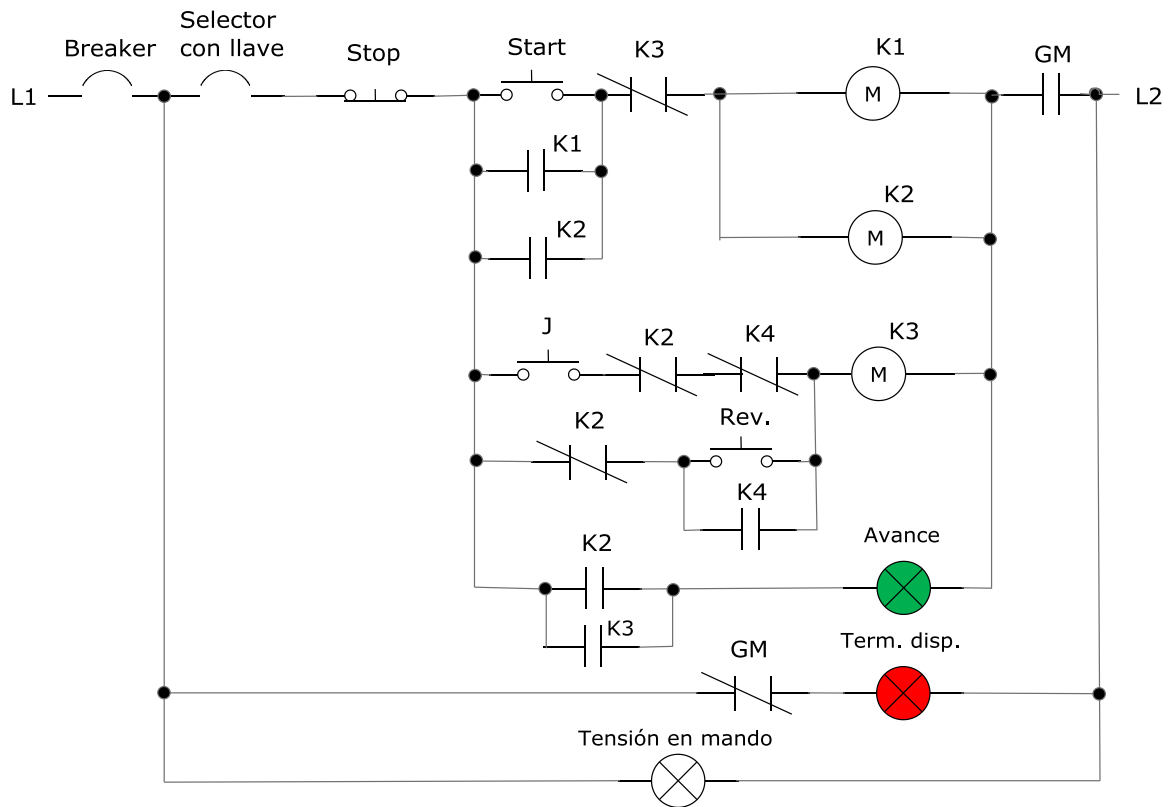 Breaker
Selector
con llave
Stop
Start
K3
K1
GM
L1
M
L2
K1
K2
K2
M
J
K2
K4
K3
M
K2
Rev.
K4
K2
Avance
K3
GM
Term. disp.
Tensión en mando